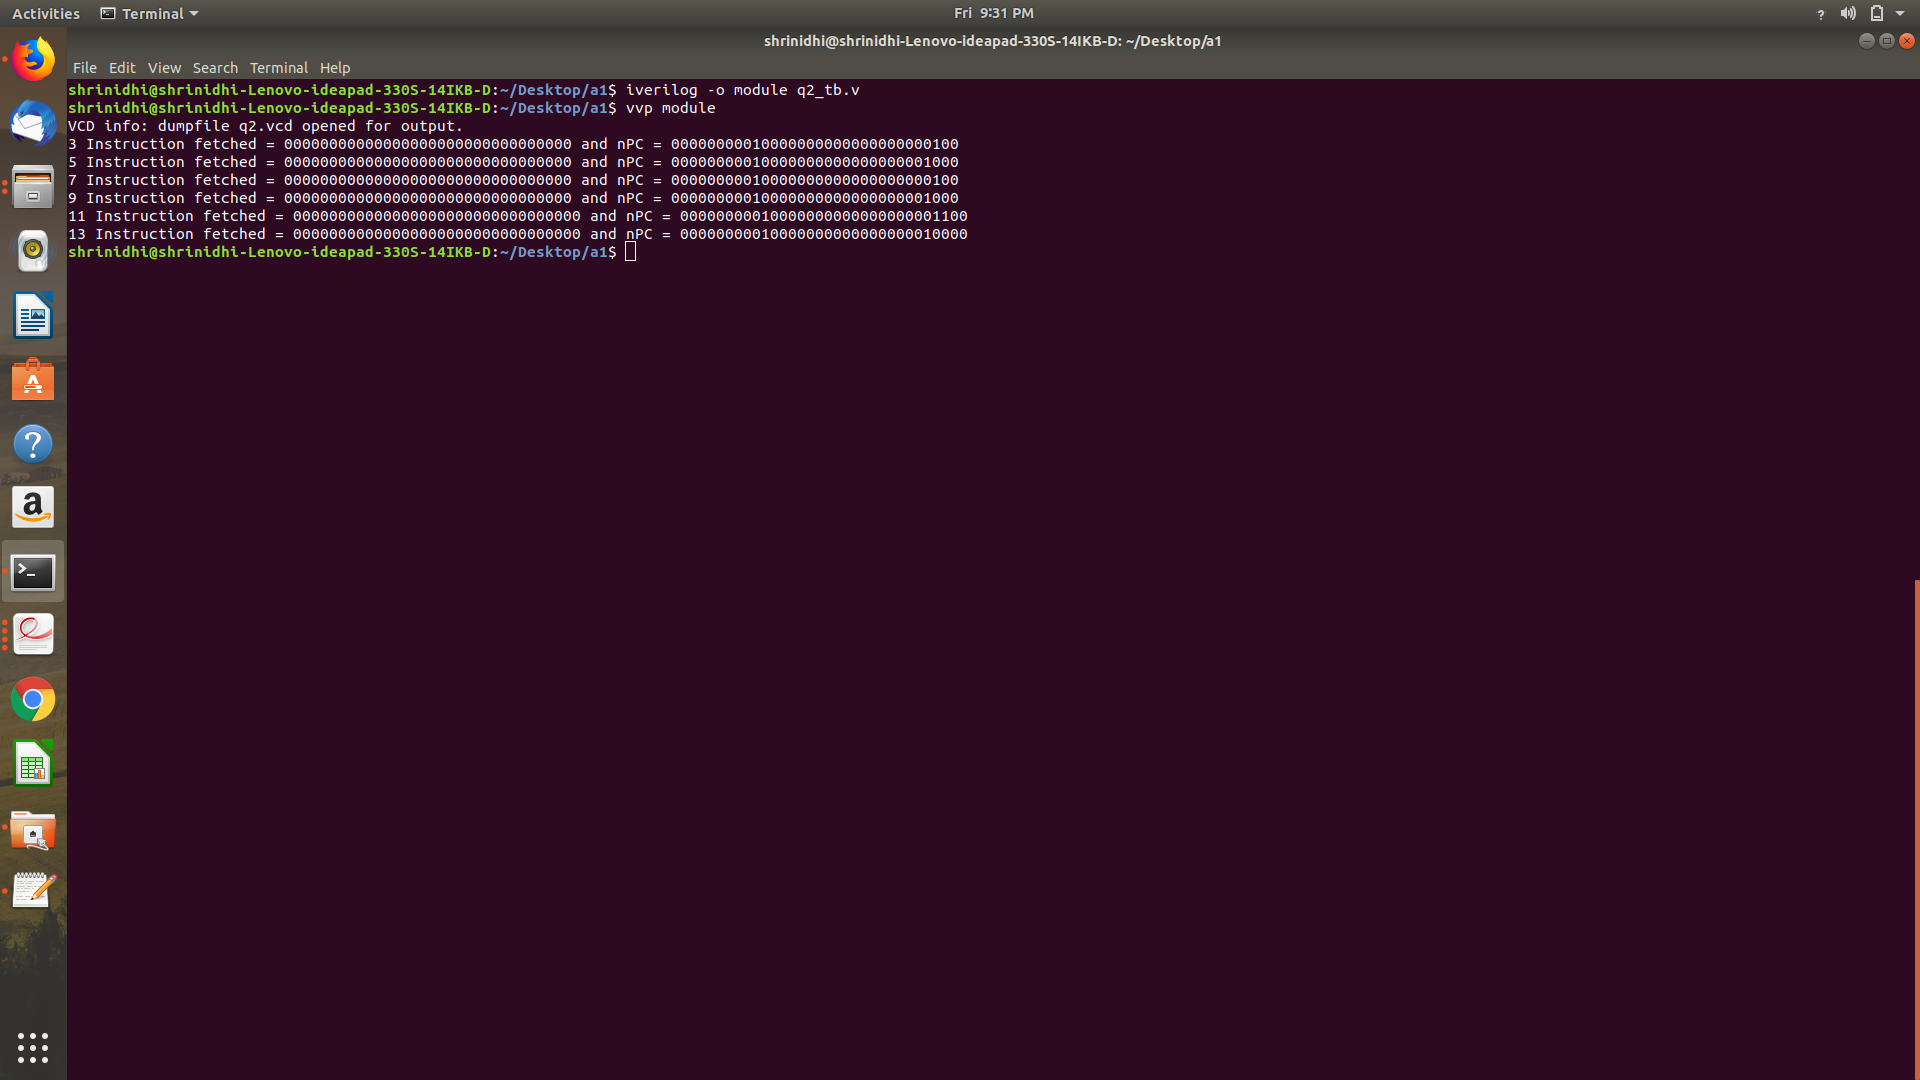 Activities
Terminal
Fri 9:31 PM
shrinidhi@shrinidhi-Lenovo-ideapad-330S-14IKB-D: ~/Desktop/a1
File Edit View Search Terminal Help
shrinidhi@shrinidhi-Lenovo-ideapad-330S-14IKB-D:~/Desktop/a1$ iverilog -o module q2_tb.v
shrinidhi@shrinidhi-Lenovo-ideapad-330S-14IKB-D:~/Desktop/a1$ vvp module
VCD info: dumpfile q2.vcd opened for output.
3 Instruction fetched = 00000000000000000000000000000000 and nPC = 00000000010000000000000000000100
5 Instruction fetched = 00000000000000000000000000000000 and nPC = 00000000010000000000000000001000
7 Instruction fetched = 00000000000000000000000000000000 and nPC = 00000000010000000000000000000100
9 Instruction fetched = 00000000000000000000000000000000 and nPC = 00000000010000000000000000001000
11 Instruction fetched = 00000000000000000000000000000000 and nPC = 00000000010000000000000000001100
13 Instruction fetched = 00000000000000000000000000000000 and nPC = 00000000010000000000000000010000
shrinidhi@shrinidhi-Lenovo-ideapad-330S-14IKB-D:~/Desktop/a1$